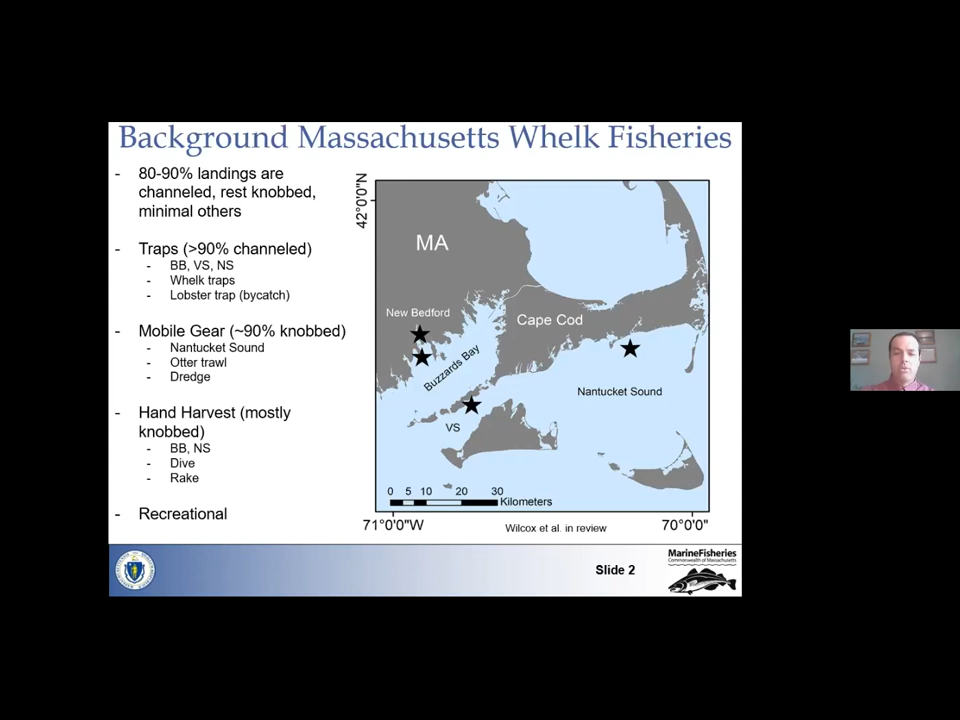 Background Massachusetts Whelk Fisheries
- 80-90% landings are
channeled, rest knobbed,
minimal others
- Traps (>90% channeled)
- BB, VS, NS
- Whelk traps
- Lobster trap (bycatch)
- Mobile Gear (~90% knobbed)
- Nantucket Sound
- Otter trawl
- Dredge
- Hand Harvest (mostly
knobbed)
- BB, NS
- Dive
- Rake
- Recreational
42°0'0"N
MA
New Bedford
Cape Cod
Buzzards Bay
Nantucket Sound
VS
0 5 10 20 30
Kilometers
71°0'0"W
70°0'0"
Wilcox et al. in review
Slide 2
MarineFisheries
Commonwealth of Massachusetts